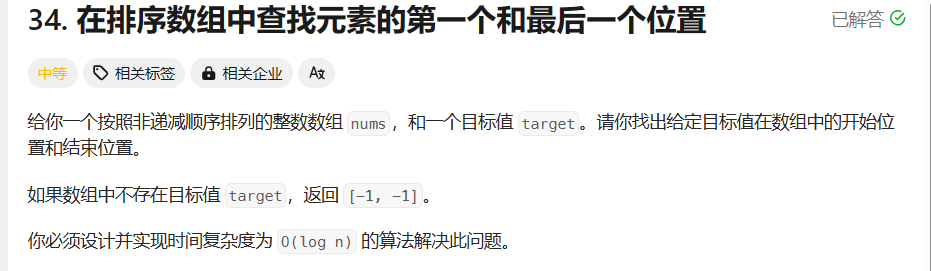 34. 在排序数组中查找元素的第一个和最后一个位置
已解答
中等 相关标签 相关企业 Aあ
给你一个按照非递减顺序排列的整数数组 nums，和一个目标值 target。请你找出给定目标值在数组中的开始位
置和结束位置。
如果数组中不存在目标值 target，返回 [-1, -1]。
你必须设计并实现时间复杂度为 O(log n) 的算法解决此问题。